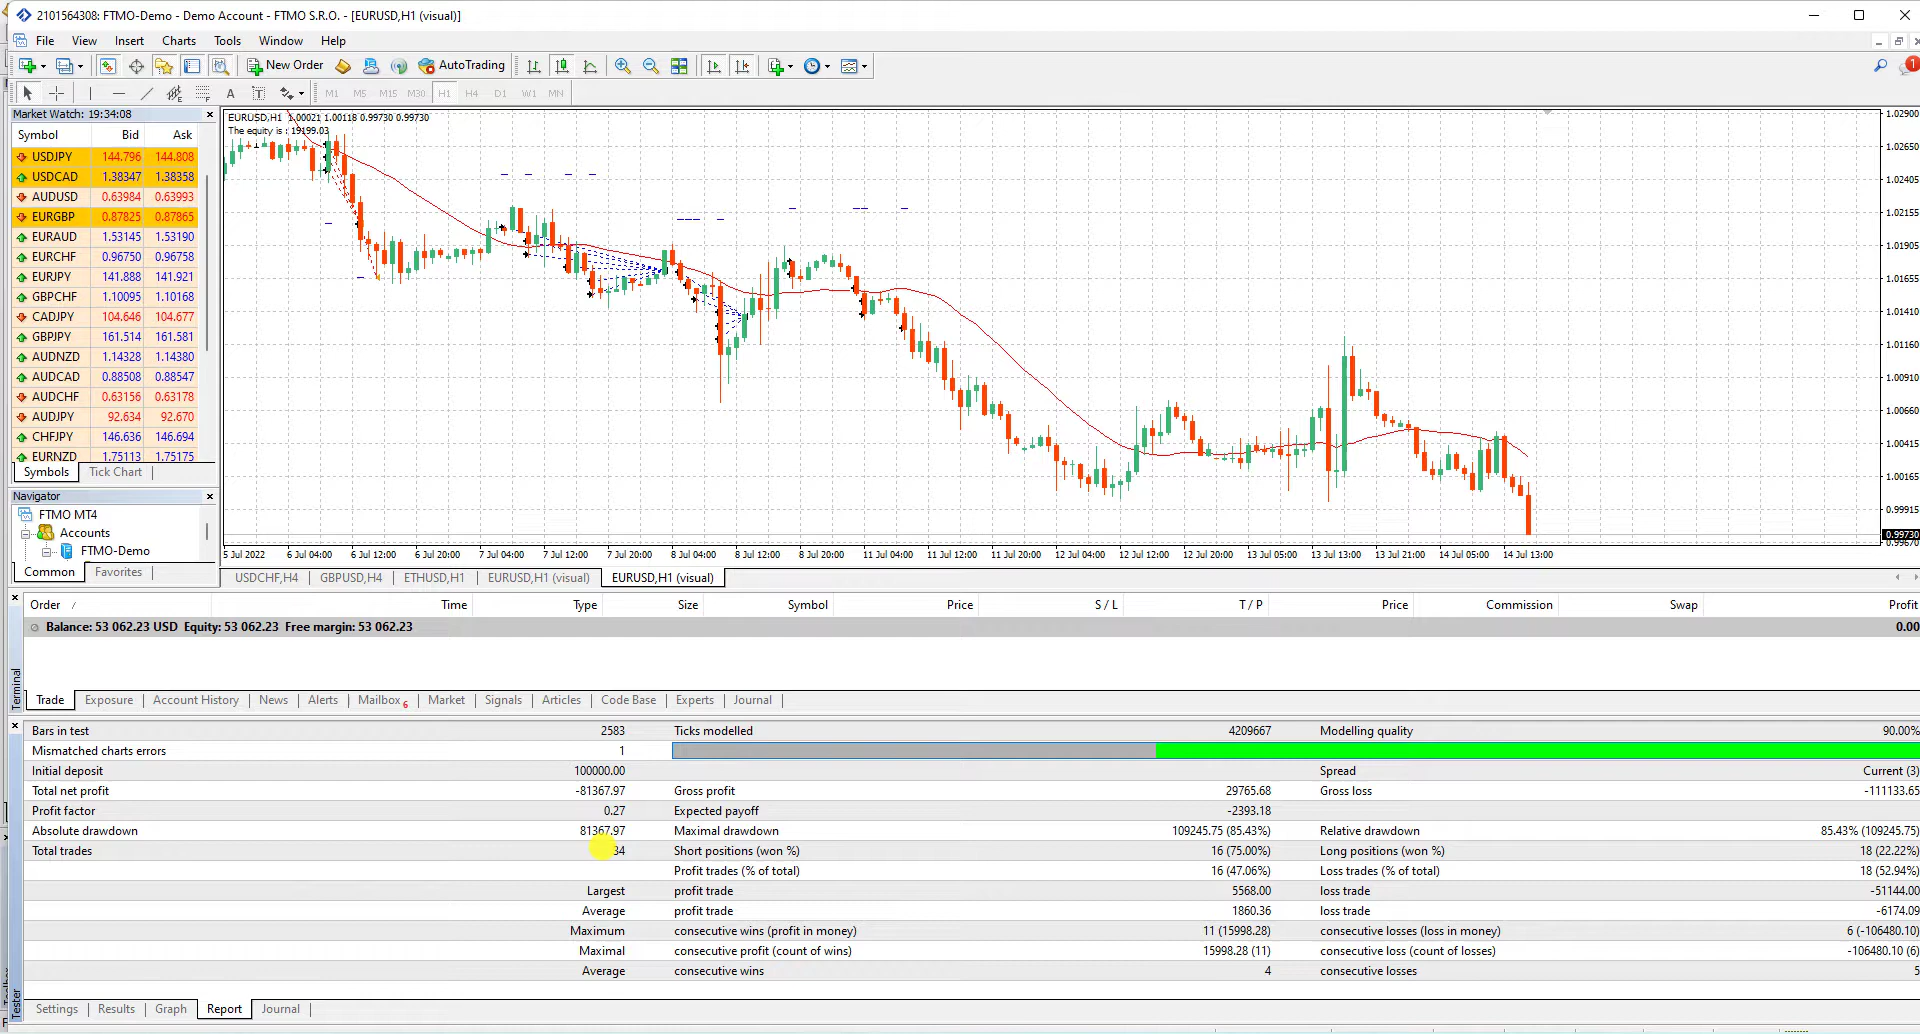 2101564308: FTMO-Demo - Demo Account - FTMO S.R.O. - [EURUSD,H1 (visual)]
File View Insert Charts Tools Window Help
New Order AutoTrading 1
A T M1 M5 M15 M30 H1 H4 D1 W1 MN
Market Watch: 19:34:08
Symbol Bid Ask
USDJPY 144.796 144.808
USDCAD 1.38347 1.38358
AUDUSD 0.63984 0.63993
EURGBP 0.87825 0.87865
EURAUD 1.53145 1.53190
EURCHF 0.96750 0.96758
EURJPY 141.888 141.921
GBPCHF 1.10095 1.10168
CADJPY 104.646 104.677
GBPJPY 161.514 161.581
AUDNZD 1.14328 1.14380
AUDCAD 0.88508 0.88547
AUDCHF 0.63156 0.63178
AUDJPY 92.634 92.670
CHFJPY 146.636 146.694
EURNZD 1.75113 1.75175
Symbols Tick Chart
Navigator
FTMO MT4
Accounts
FTMO-Demo
Common Favorites
EURUSD,H1 1.00021 1.00118 0.99730 0.99730
The equity is : 19199.03
1.02900
1.02650
1.02405
1.02155
1.01905
1.01655
1.01410
1.01160
1.00910
1.00660
1.00415
1.00165
0.99915
0.99730
0.99670
5 Jul 2022 6 Jul 04:00 6 Jul 12:00 6 Jul 20:00 7 Jul 04:00 7 Jul 12:00 7 Jul 20:00 8 Jul 04:00 8 Jul 12:00 8 Jul 20:00 11 Jul 04:00 11 Jul 12:00 11 Jul 20:00 12 Jul 04:00 12 Jul 12:00 12 Jul 20:00 13 Jul 05:00 13 Jul 13:00 13 Jul 21:00 14 Jul 05:00 14 Jul 13:00
USDCHF,H4 GBPUSD,H4 ETHUSD,H1 EURUSD,H1 (visual) EURUSD,H1 (visual)
Order / Time Type Size Symbol Price S / L T / P Price Commission Swap Profit
Balance: 53 062.23 USD Equity: 53 062.23 Free margin: 53 062.23 0.00
Terminal
Trade Exposure Account History News Alerts Mailbox 6 Market Signals Articles Code Base Experts Journal
Bars in test 2583 Ticks modelled 4209667 Modelling quality 90.00%
Mismatched charts errors 1
Initial deposit 100000.00 Spread Current (3)
Total net profit -81367.97 Gross profit 29765.68 Gross loss -111133.65
Profit factor 0.27 Expected payoff -2393.18
Absolute drawdown 81367.97 Maximal drawdown 109245.75 (85.43%) Relative drawdown 85.43% (109245.75)
Total trades 34 Short positions (won %) 16 (75.00%) Long positions (won %) 18 (22.22%)
Profit trades (% of total) 16 (47.06%) Loss trades (% of total) 18 (52.94%)
Largest profit trade 5568.00 loss trade -51144.00
Average profit trade 1860.36 loss trade -6174.09
Maximum consecutive wins (profit in money) 11 (15998.28) consecutive losses (loss in money) 6 (-106480.10)
Maximal consecutive profit (count of wins) 15998.28 (11) consecutive loss (count of losses) -106480.10 (6)
Average consecutive wins 4 consecutive losses 5
Tester
Settings Results Graph Report Journal